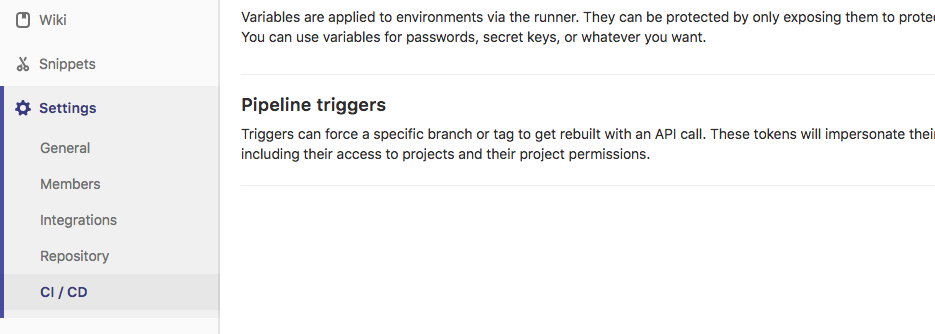 Wiki
Snippets
Settings
General
Members
Integrations
Repository
CI / CD
Variables are applied to environments via the runner. They can be protected by only exposing them to
You can use variables for passwords, secret keys, or whatever you want.
Pipeline triggers
Triggers can force a specific branch or tag to get rebuilt with an API call. These tokens will impersonate
including their access to projects and their project permissions.